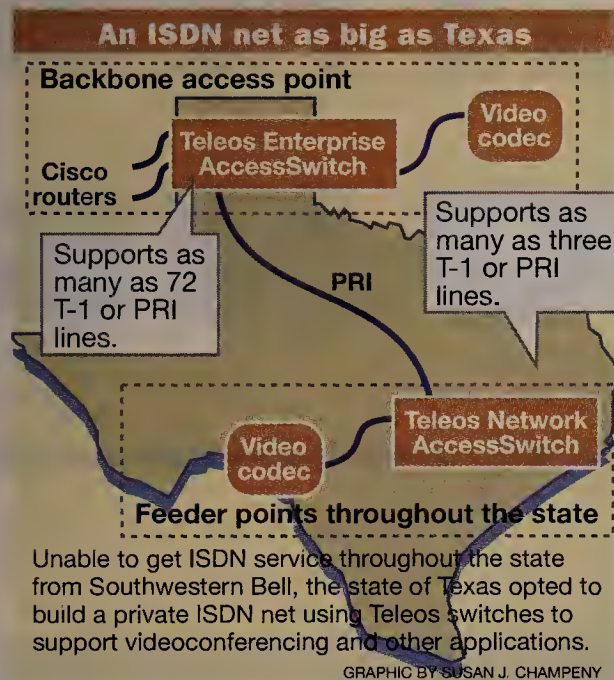 An ISDN net as big as Texas
Backbone access point
Teleos Enterprise
AccessSwitch
Video
codec
Cisco
routers
Supports as
many as 72
T-1 or PRI
lines.
PRI
Supports as
many as three
T-1 or PRI
lines.
Video
codec
Teleos Network
AccessSwitch
Feeder points throughout the state
Unable to get ISDN service throughout the state
from Southwestern Bell, the state of Texas opted to
build a private ISDN net using Teleos switches to
support videoconferencing and other applications.
GRAPHIC BY SUSAN J. CHAMPENY